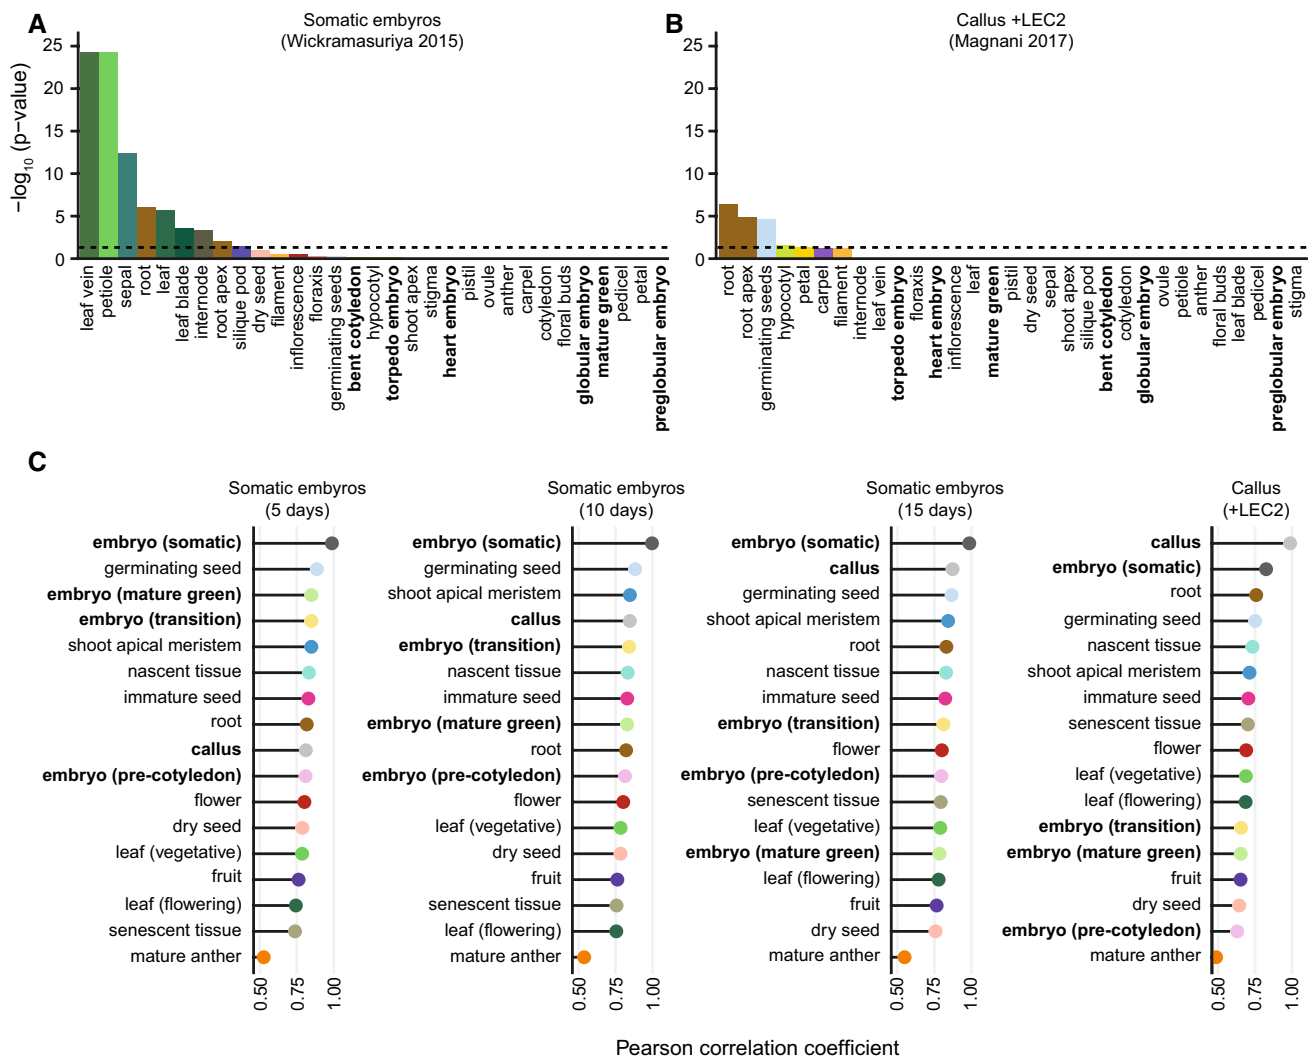 A
Somatic embyros
(Wickramasuriya 2015)
−log10 (p−value)
25
20
15
10
5
0
leaf vein
petiole
sepal
root
leaf
leaf blade
internode
root apex
silique pod
dry seed
filament
inflorescence
floraxis
germinating seeds
bent cotyledon
hypocotyl
torpedo embryo
shoot apex
stigma
heart embryo
pistil
ovule
anther
carpel
cotyledon
floral buds
globular embryo
mature green
pedicel
petal
preglobular embryo
B
Callus +LEC2
(Magnani 2017)
25
20
15
10
5
0
root
root apex
germinating seeds
hypocotyl
petal
carpel
filament
internode
leaf vein
torpedo embryo
floraxis
heart embryo
inflorescence
leaf
mature green
pistil
dry seed
sepal
shoot apex
silique pod
bent cotyledon
cotyledon
globular embryo
ovule
petiole
anther
floral buds
leaf blade
pedicel
preglobular embryo
stigma
C
Somatic embyros
(5 days)
embryo (somatic)
germinating seed
embryo (mature green)
embryo (transition)
shoot apical meristem
nascent tissue
immature seed
root
callus
embryo (pre-cotyledon)
flower
dry seed
leaf (vegetative)
fruit
leaf (flowering)
senescent tissue
mature anther
0.50
0.75
1.00
Somatic embyros
(10 days)
embryo (somatic)
germinating seed
shoot apical meristem
callus
embryo (transition)
nascent tissue
immature seed
embryo (mature green)
root
embryo (pre-cotyledon)
flower
leaf (vegetative)
dry seed
fruit
senescent tissue
leaf (flowering)
mature anther
0.50
0.75
1.00
Somatic embyros
(15 days)
embryo (somatic)
callus
germinating seed
shoot apical meristem
root
nascent tissue
immature seed
embryo (transition)
flower
embryo (pre-cotyledon)
senescent tissue
leaf (vegetative)
embryo (mature green)
leaf (flowering)
fruit
dry seed
mature anther
0.50
0.75
1.00
Callus
(+LEC2)
callus
embryo (somatic)
root
germinating seed
nascent tissue
shoot apical meristem
immature seed
senescent tissue
flower
leaf (vegetative)
leaf (flowering)
embryo (transition)
embryo (mature green)
fruit
dry seed
embryo (pre-cotyledon)
mature anther
0.50
0.75
1.00
Pearson correlation coefficient